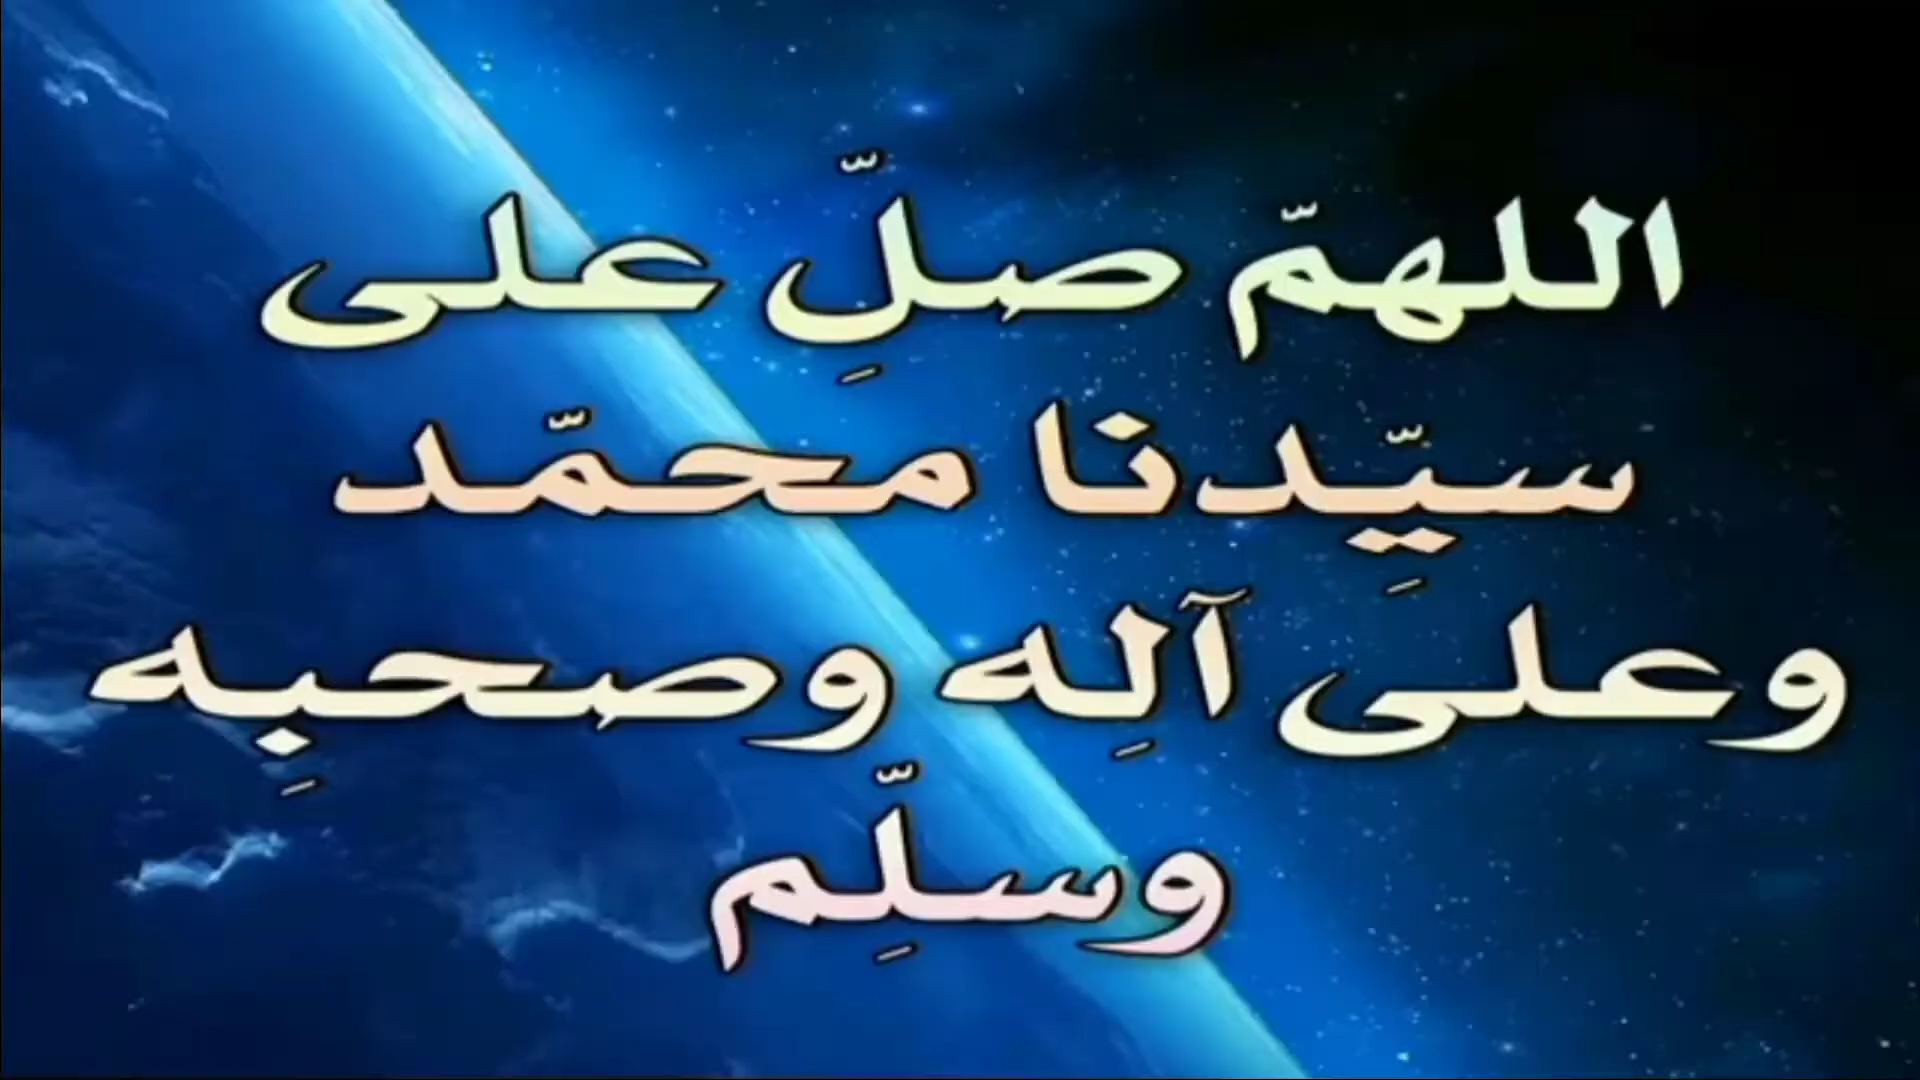 اللهمّ صلِّ على
سيِّدنا محمّد
وعلى آلِه وصحبِه
وسلِّم